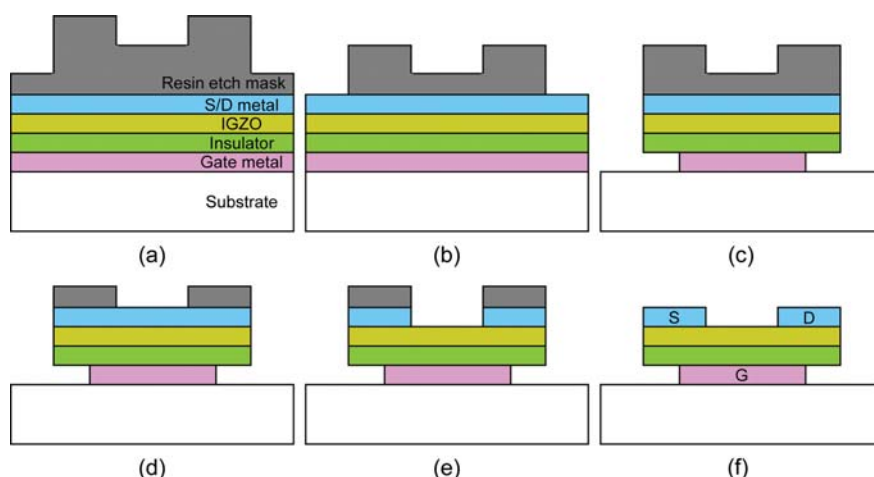 Resin etch mask
S/D metal
IGZO
Insulator
Gate metal
Substrate
(a)
(b)
(c)
S
D
G
(d)
(e)
(f)